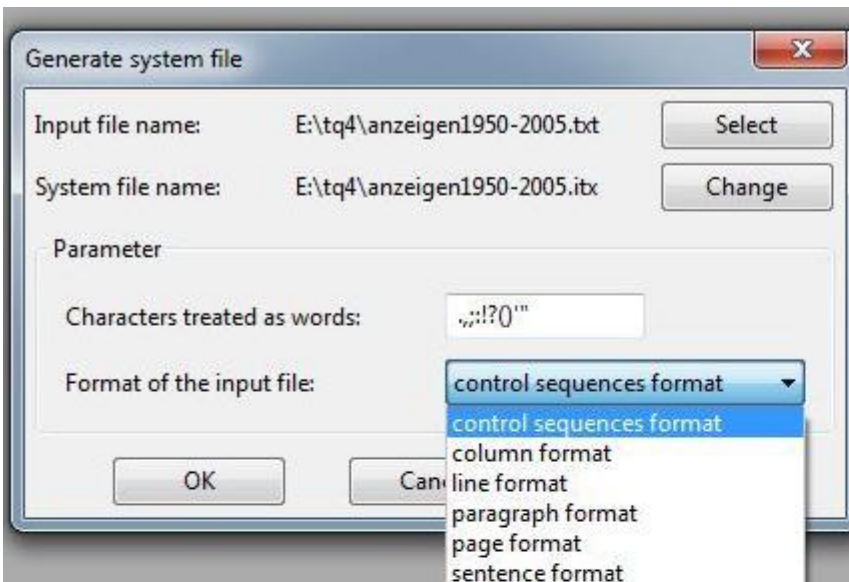 Generate system file
Input file name: E:\tq4\anzeigen1950-2005.txt Select
System file name: E:\tq4\anzeigen1950-2005.itx Change
Parameter
Characters treated as words: .,;:!?()'"
Format of the input file: control sequences format
control sequences format
column format
OK line format
paragraph format
page format
sentence format